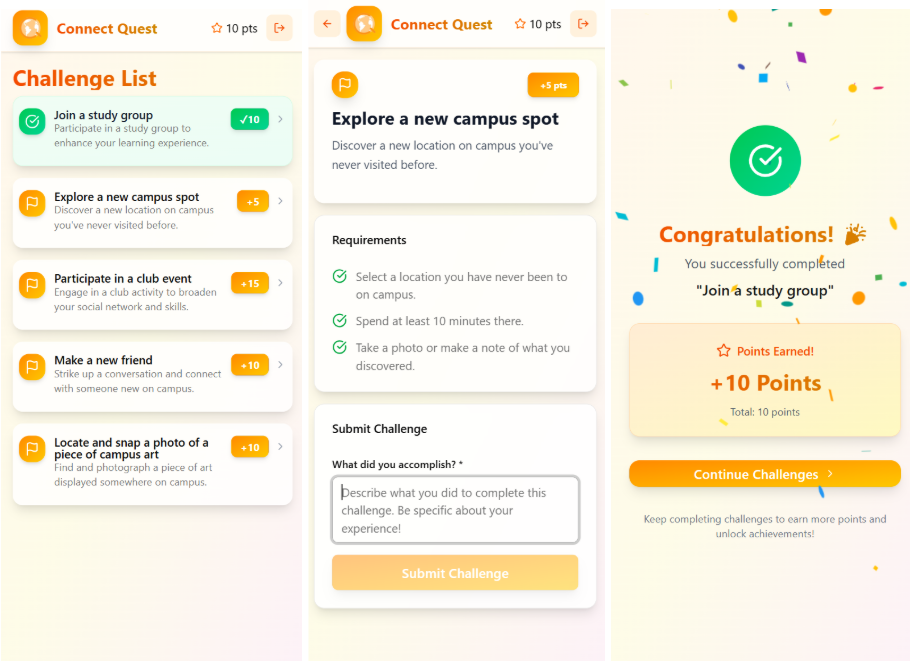 Connect Quest
10 pts
Challenge List
Join a study group
✓10
Participate in a study group to
enhance your learning experience.
Explore a new campus spot
+5
Discover a new location on campus
you've never visited before.
Participate in a club event
+15
Engage in a club activity to broaden
your social network and skills.
Make a new friend
+10
Strike up a conversation and connect
with someone new on campus.
Locate and snap a photo of a
piece of campus art
+10
Find and photograph a piece of art
displayed somewhere on campus.
Connect Quest
10 pts
+5 pts
Explore a new campus spot
Discover a new location on campus you've
never visited before.
Requirements
Select a location you have never been to
on campus.
Spend at least 10 minutes there.
Take a photo or make a note of what you
discovered.
Submit Challenge
What did you accomplish? *
Describe what you did to complete this
challenge. Be specific about your
experience!
Submit Challenge
Congratulations! 🎉
You successfully completed
"Join a study group"
Points Earned!
+10 Points
Total: 10 points
Continue Challenges
Keep completing challenges to earn more points and
unlock achievements!